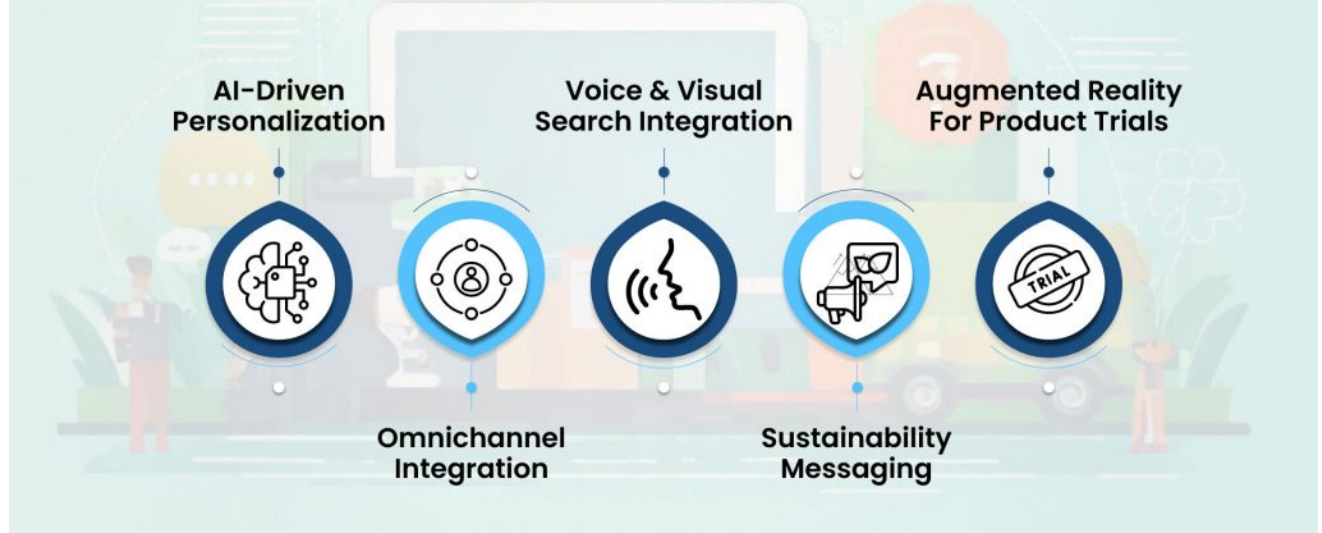 AI-Driven
Personalization
Voice & Visual
Search Integration
Augmented Reality
For Product Trials
TRIAL
Omnichannel
Integration
Sustainability
Messaging